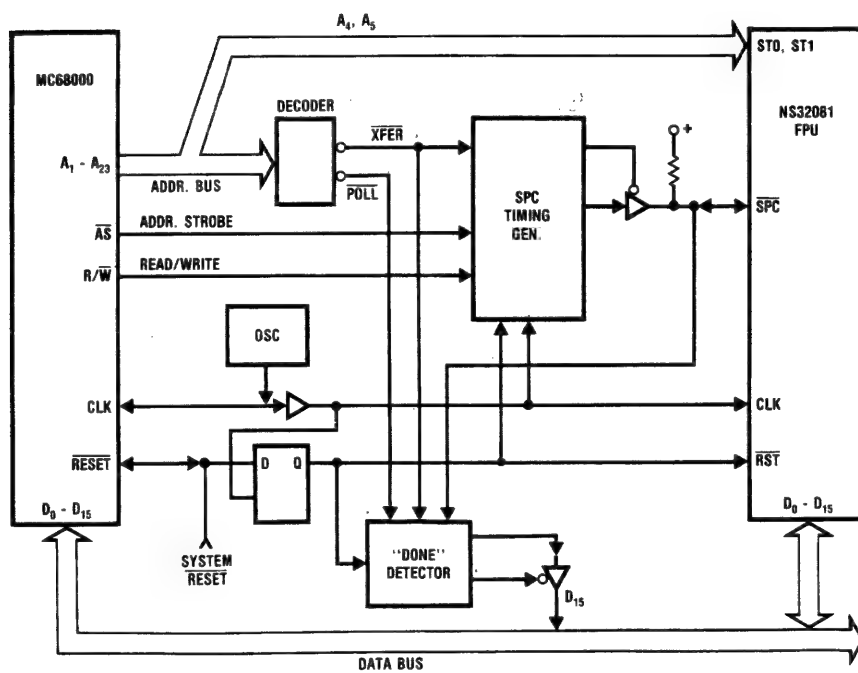 A4, A5
ST0, ST1
MC68000
DECODER
NS32081
FPU
XFER
A1 - A23
ADDR. BUS
POLL
SPC
TIMING
GEN.
+
SPC
AS
ADDR. STROBE
R/W
READ/WRITE
OSC
CLK
CLK
RESET
D
Q
RST
D0 - D15
D0 - D15
SYSTEM
RESET
"DONE"
DETECTOR
D15
DATA BUS